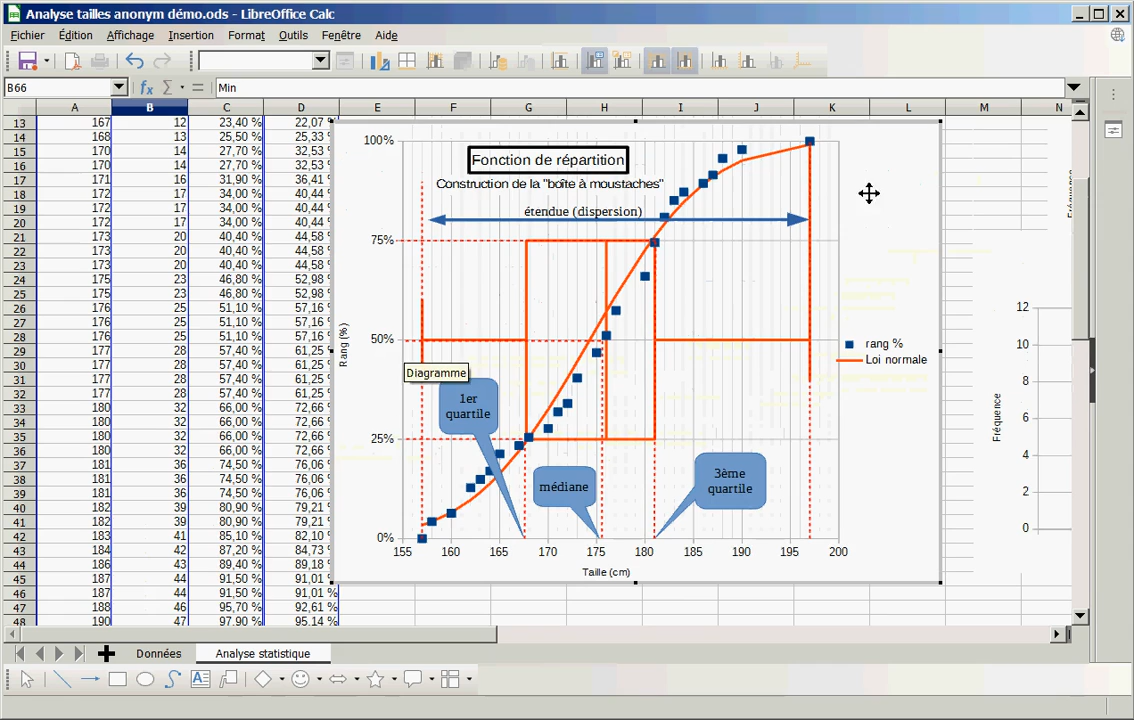 Analyse tailles anonym démo.ods - LibreOffice Calc
Fichier Édition Affichage Insertion Format Outils Fenêtre Aide
B66 Min
A B C D E F G H I J K L M N
13 167 12 23,40 % 22,07 %
14 168 13 25,50 % 25,33 %
15 170 14 27,70 % 32,53 %
16 170 14 27,70 % 32,53 %
17 171 16 31,90 % 36,41 %
18 172 17 34,00 % 40,44 %
19 172 17 34,00 % 40,44 %
20 172 17 34,00 % 40,44 %
21 173 20 40,40 % 44,58 %
22 173 20 40,40 % 44,58 %
23 173 20 40,40 % 44,58 %
24 175 23 46,80 % 52,98 %
25 175 23 46,80 % 52,98 %
26 176 25 51,10 % 57,16 %
27 176 25 51,10 % 57,16 %
28 176 25 51,10 % 57,16 %
29 177 28 57,40 % 61,25 %
30 177 28 57,40 % 61,25 %
31 177 28 57,40 % 61,25 %
32 177 28 57,40 % 61,25 %
33 180 32 66,00 % 72,66 %
34 180 32 66,00 % 72,66 %
35 180 32 66,00 % 72,66 %
36 180 32 66,00 % 72,66 %
37 181 36 74,50 % 76,06 %
38 181 36 74,50 % 76,06 %
39 181 36 74,50 % 76,06 %
40 182 39 80,90 % 79,21 %
41 182 39 80,90 % 79,21 %
42 183 41 85,10 % 82,10 %
43 184 42 87,20 % 84,73 %
44 186 43 89,40 % 89,18 %
45 187 44 91,50 % 91,01 %
46 187 44 91,50 % 91,01 %
47 188 46 95,70 % 92,61 %
48 190 47 97,90 % 95,14 %
Fonction de répartition
Construction de la "boîte à moustaches"
étendue (dispersion)
100%
75%
50%
25%
0%
Rang (%)
Diagramme
1er
quartile
médiane
3ème
quartile
rang %
Loi normale
155 160 165 170 175 180 185 190 195 200
Taille (cm)
Fréquence
12
10
8
6
4
2
0
Fréquence
Données Analyse statistique